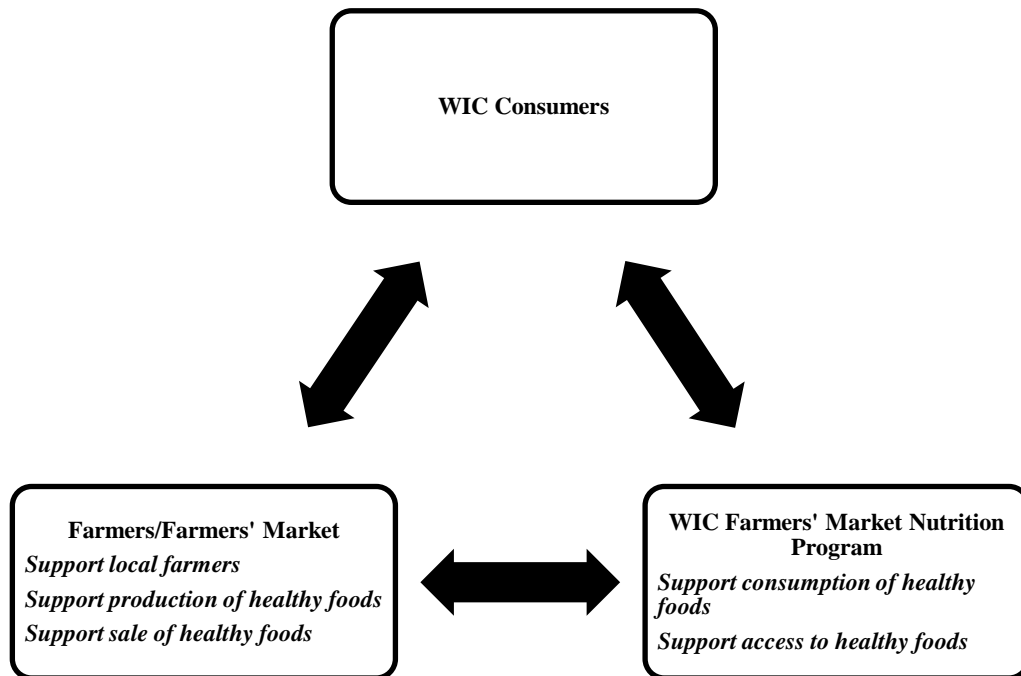 WIC Consumers
Farmers/Farmers' Market
Support local farmers
Support production of healthy foods
Support sale of healthy foods
WIC Farmers' Market Nutrition
Program
Support consumption of healthy
foods
Support access to healthy foods